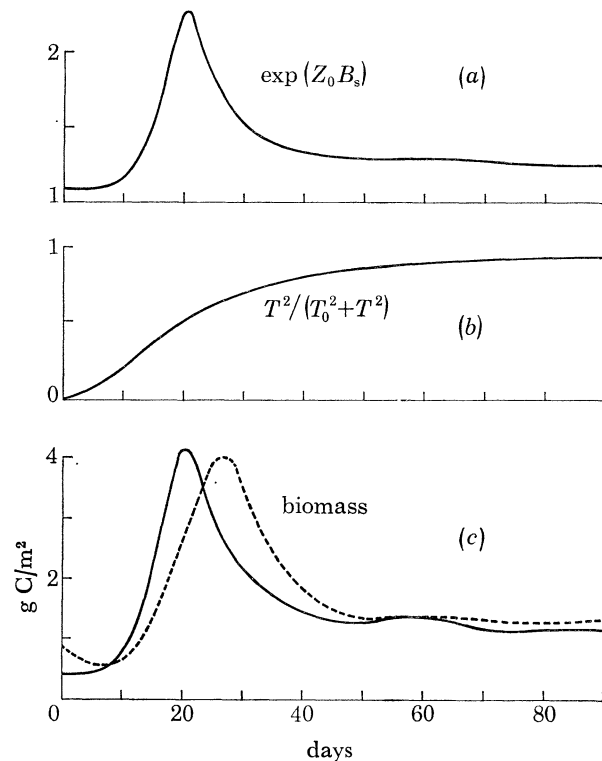 2
exp (Z₀Bₛ)
(a)
1
1
T²/(T₀²+T²)
(b)
0
4
biomass
(c)
g C/m²
2
0 20 40 60 80
days